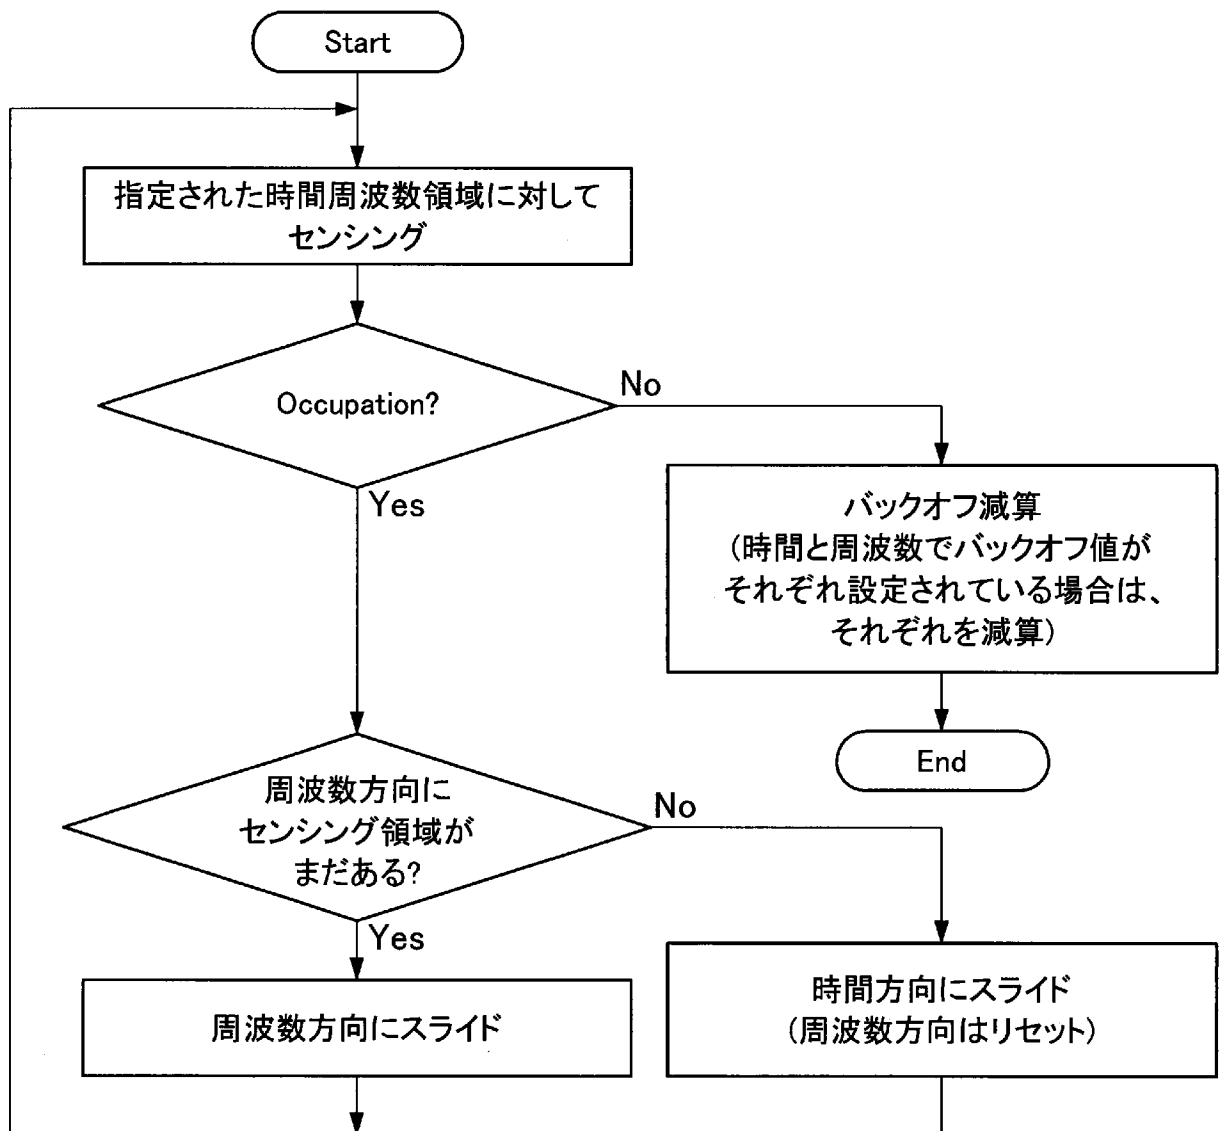 Start
指定された時間周波数領域に対して
センシング
Occupation?
No
Yes
バックオフ減算
(時間と周波数でバックオフ値が
それぞれ設定されている場合は、
それぞれを減算)
End
周波数方向に
センシング領域が
まだある?
No
Yes
周波数方向にスライド
時間方向にスライド
(周波数方向はリセット)